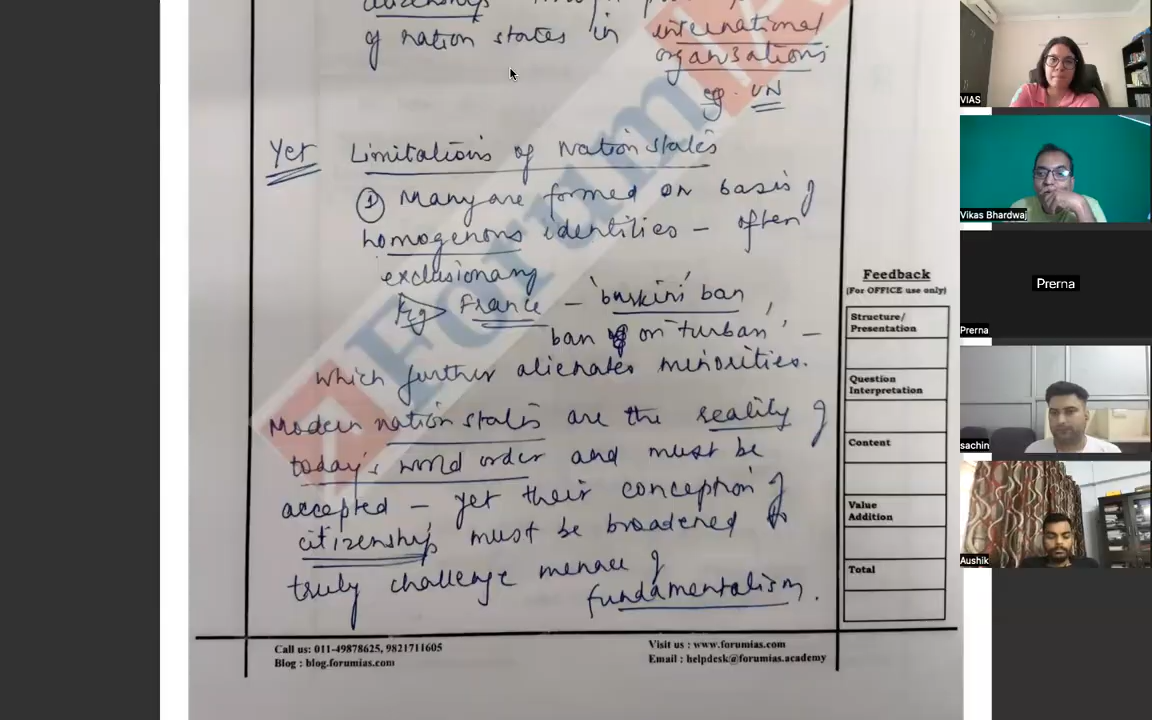 citizenship through
of nation states in international
organisations
eg. UN
Yet Limitations of Nation states
① Many are formed on basis of
homogenous identities – often
exclusionary
Eg France – 'burkini' ban,
ban on 'turban' –
which further alienates minorities.
Modern nation states are the reality of
today's world order and must be
accepted – yet their conception of
citizenship must be broadened to
truly challenge menace of
fundamentalism.
Forum IAS
Feedback
(For OFFICE use only)
Structure/
Presentation
Question
Interpretation
Content
Value
Addition
Total
Call us: 011-49878625, 9821711605
Blog : blog.forumias.com
Visit us : www.forumias.com
Email : helpdesk@forumias.academy
VIAS
Vikas Bhardwaj
Prerna
Prerna
sachin
Aushik